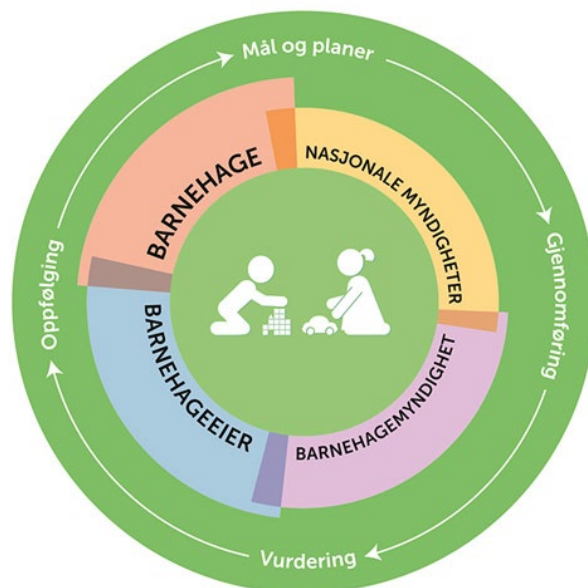 Mål og planer
Gjennomføring
Vurdering
Oppfølging
BARNEHAGE
NASJONALE MYNDIGHETER
BARNEHAGEMYNDIGHET
BARNEHAGEEIER